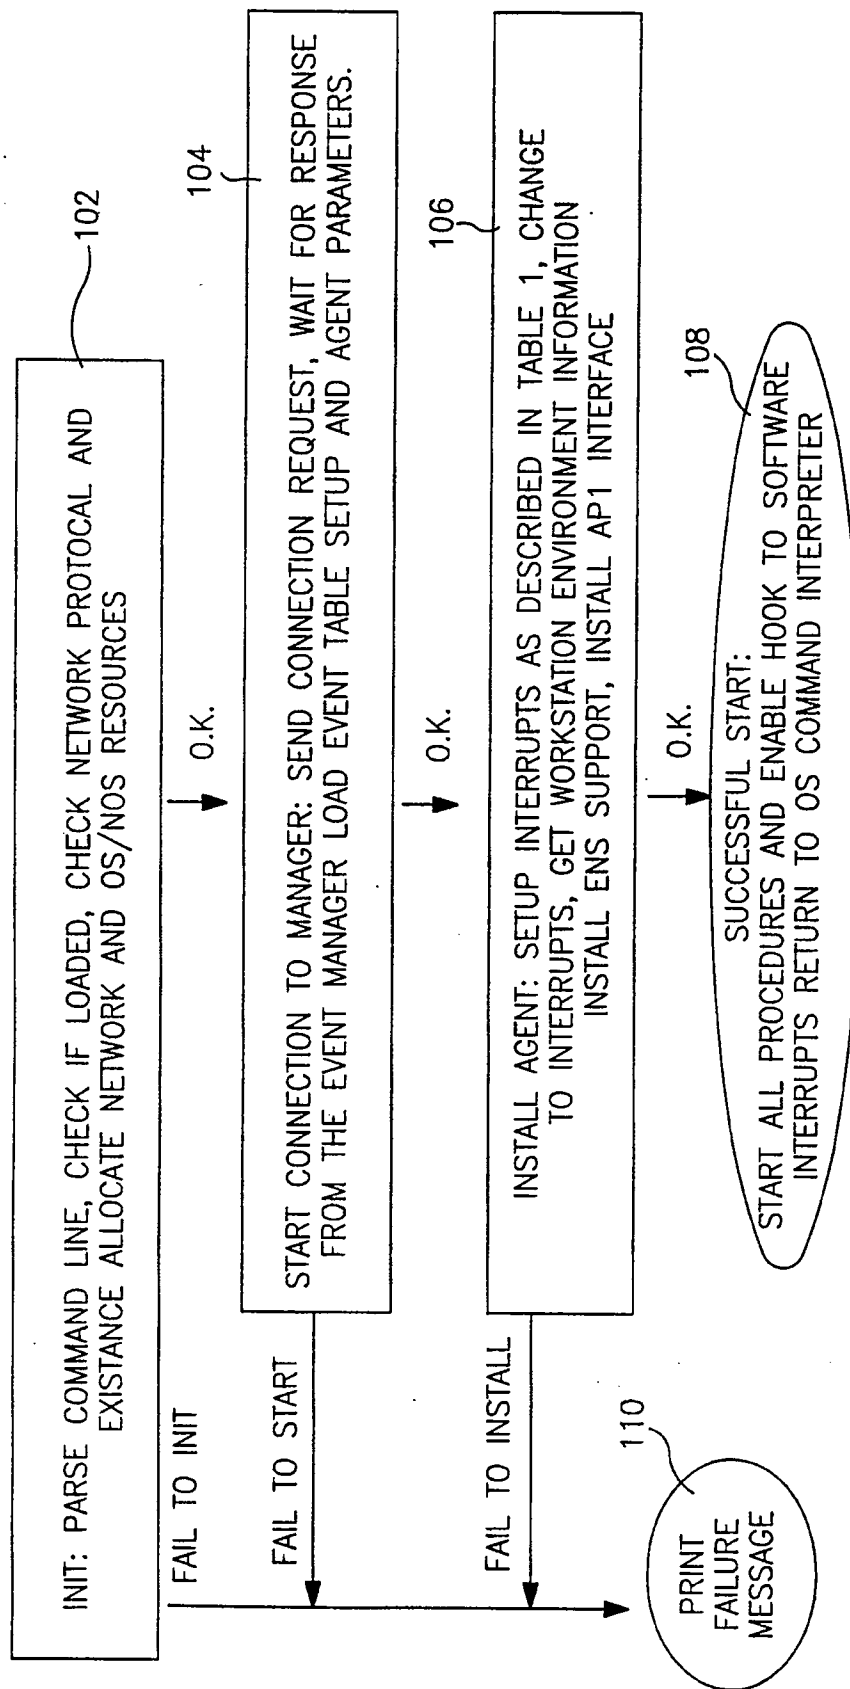 102
INIT: PARSE COMMAND LINE, CHECK IF LOADED, CHECK NETWORK PROTOCAL AND
EXISTANCE ALLOCATE NETWORK AND OS/NOS RESOURCES
FAIL TO INIT
O.K.
104
START CONNECTION TO MANAGER: SEND CONNECTION REQUEST, WAIT FOR RESPONSE
FROM THE EVENT MANAGER LOAD EVENT TABLE SETUP AND AGENT PARAMETERS.
FAIL TO START
O.K.
106
INSTALL AGENT: SETUP INTERRUPTS AS DESCRIBED IN TABLE 1, CHANGE
TO INTERRUPTS, GET WORKSTATION ENVIRONMENT INFORMATION
INSTALL ENS SUPPORT, INSTALL AP1 INTERFACE
FAIL TO INSTALL
O.K.
110
PRINT
FAILURE
MESSAGE
108
SUCCESSFUL START:
START ALL PROCEDURES AND ENABLE HOOK TO SOFTWARE
INTERRUPTS RETURN TO OS COMMAND INTERPRETER